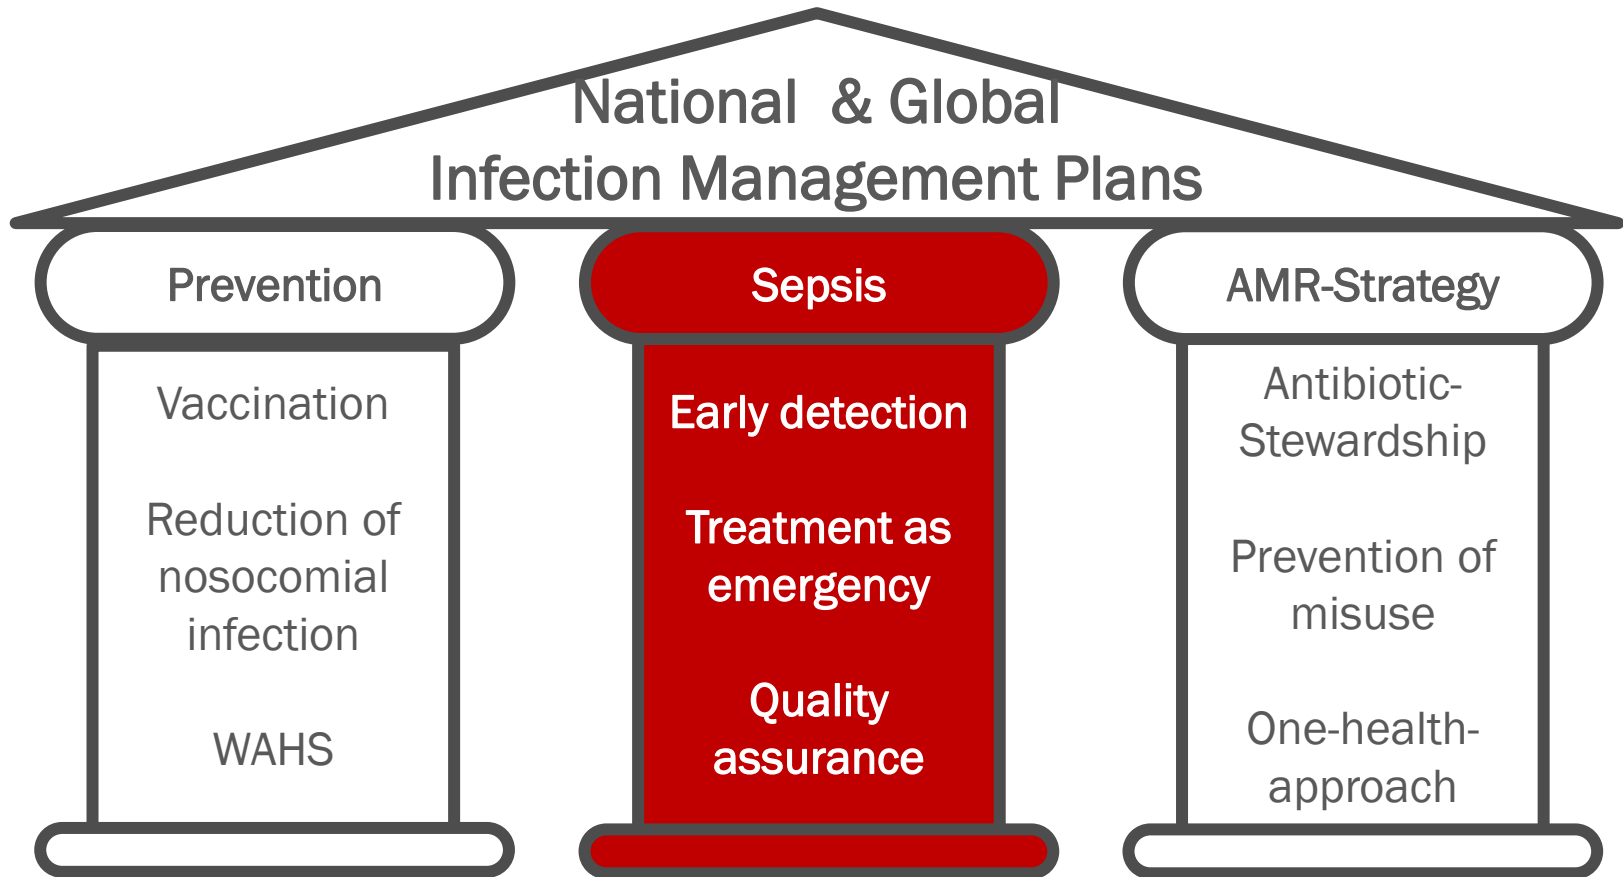 National & Global
Infection Management Plans
Prevention
Vaccination
Reduction of
nosocomial
infection
WAHS
Sepsis
Early detection
Treatment as
emergency
Quality
assurance
AMR-Strategy
Antibiotic-
Stewardship
Prevention of
misuse
One-health-
approach